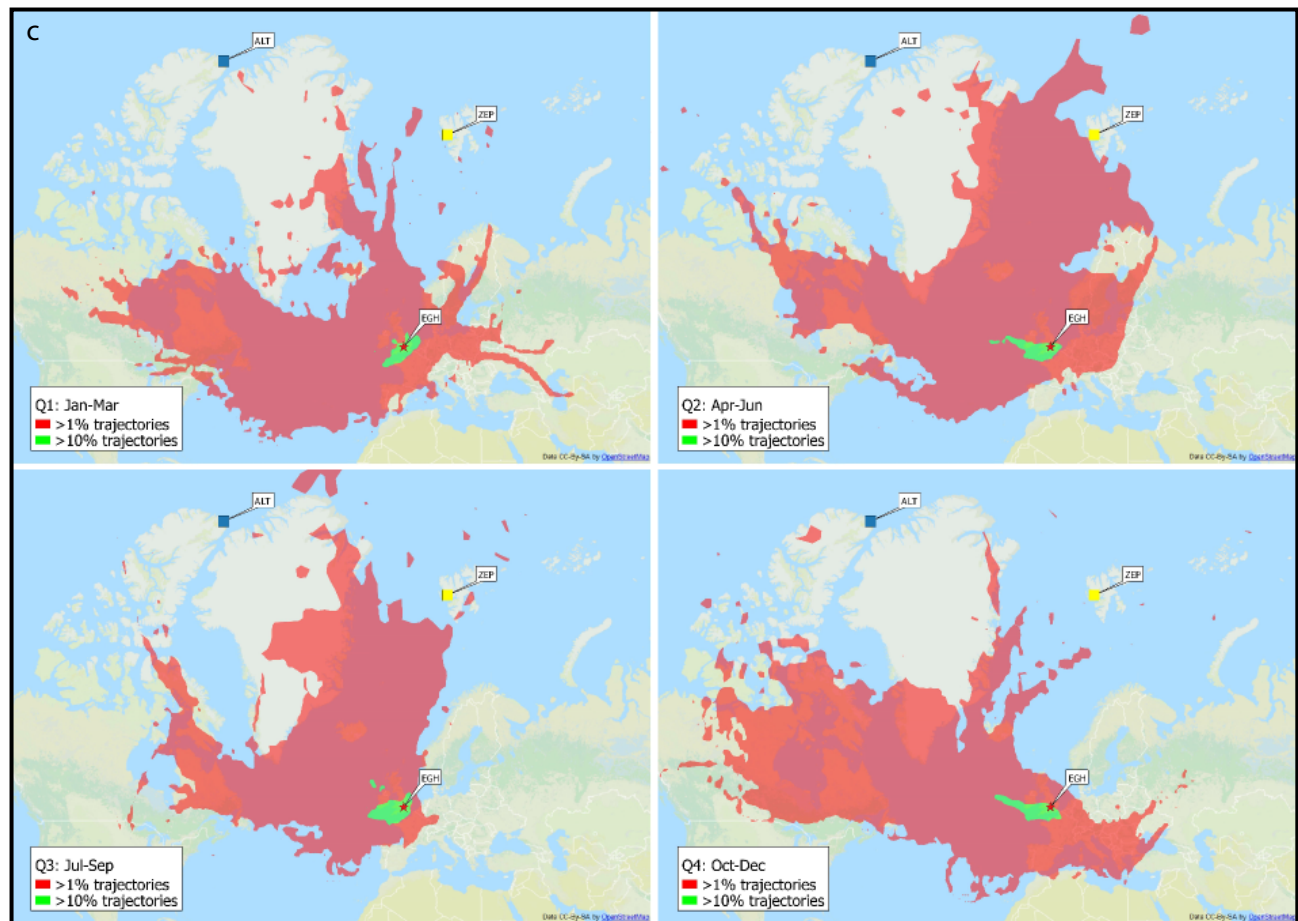 C
ALT
ZEP
EGH
Q1: Jan-Mar
>1% trajectories
>10% trajectories
Data CC-By-SA by OpenStreetMap
ALT
ZEP
EGH
Q2: Apr-Jun
>1% trajectories
>10% trajectories
Data CC-By-SA by OpenStreetMap
ALT
ZEP
EGH
Q3: Jul-Sep
>1% trajectories
>10% trajectories
Data CC-By-SA by OpenStreetMap
ALT
ZEP
EGH
Q4: Oct-Dec
>1% trajectories
>10% trajectories
Data CC-By-SA by OpenStreetMap